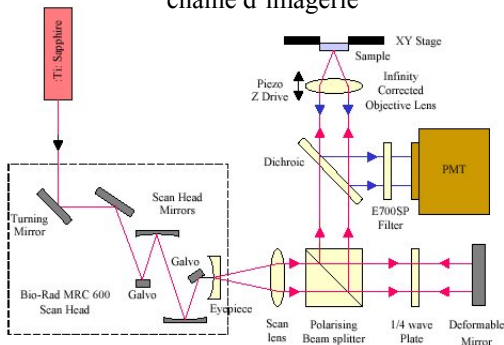 chaîne d'imagerie
:Ti: Sapphire
XY Stage
Sample
Piezo
Z Drive
Infinity
Corrected
Objective Lens
Dichroic
PMT
E700SP
Filter
Turning
Mirror
Scan Head
Mirrors
Galvo
Galvo
Eyepiece
Bio-Rad MRC 600
Scan Head
Scan
lens
Polarising
Beam splitter
1/4 wave
Plate
Deformable
Mirror